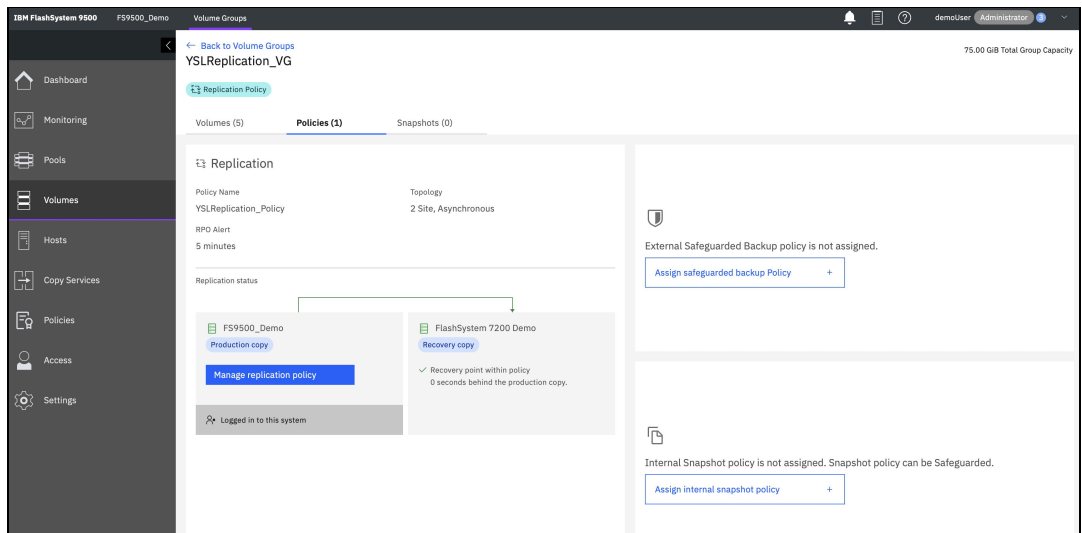 IBM FlashSystem 9500 FS9500_Demo Volume Groups demoUser Administrator 3
← Back to Volume Groups
YSLReplication_VG
75.00 GiB Total Group Capacity
Replication Policy
Volumes (5) Policies (1) Snapshots (0)
Dashboard
Monitoring
Pools
Volumes
Hosts
Copy Services
Policies
Access
Settings
Replication
Policy Name Topology
YSLReplication_Policy 2 Site, Asynchronous
RPO Alert
5 minutes
Replication status
FS9500_Demo
Production copy
Manage replication policy
Logged in to this system
FlashSystem 7200 Demo
Recovery copy
Recovery point within policy
0 seconds behind the production copy.
External Safeguarded Backup policy is not assigned.
Assign safeguarded backup Policy +
Internal Snapshot policy is not assigned. Snapshot policy can be Safeguarded.
Assign internal snapshot policy +